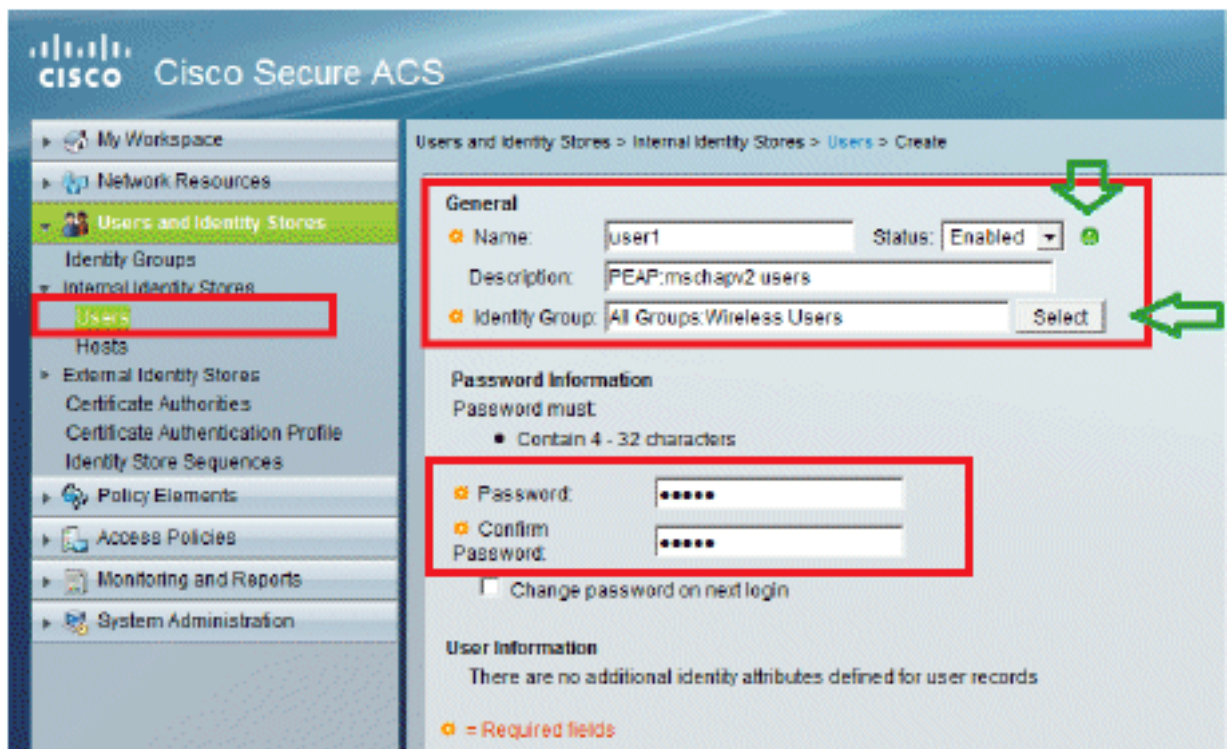 CISCO Cisco Secure ACS
My Workspace
Network Resources
Users and Identity Stores
Identity Groups
Internal Identity Stores
Users
Hosts
External Identity Stores
Certificate Authorities
Certificate Authentication Profile
Identity Store Sequences
Policy Elements
Access Policies
Monitoring and Reports
System Administration
Users and Identity Stores > Internal Identity Stores > Users > Create
General
Name: user1 Status: Enabled
Description: PEAP:mschapv2 users
Identity Group: All Groups:Wireless Users Select
Password Information
Password must:
• Contain 4 - 32 characters
Password: •••••
Confirm
Password: •••••
Change password on next login
User Information
There are no additional identity attributes defined for user records
= Required fields